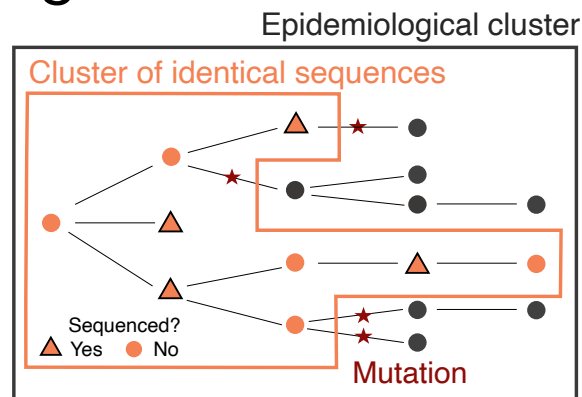 Epidemiological cluster
Cluster of identical sequences
Sequenced?
Yes No
Mutation